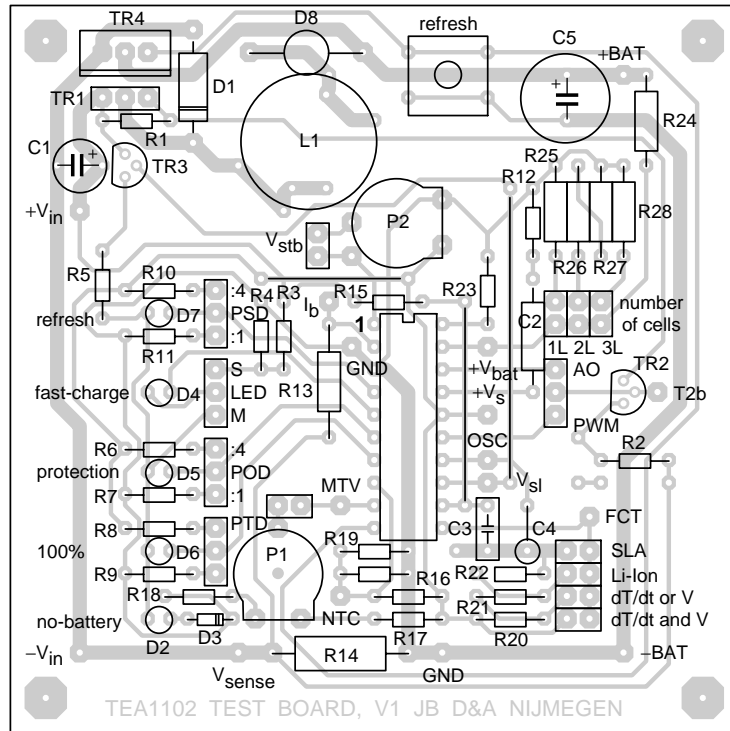 TR4
D8
refresh
C5
+BAT
D1
TR1
R1
L1
R24
C1
+
TR3
+
R12
R25
P2
R28
+Vin
Vstb
R26 R27
R5
R10
:4
R4
R3
Ib
R15
R23
refresh
D7
PSD
C2
number
of cells
R11
:1
1
1L 2L 3L
S
GND
+Vbat
AO
TR2
fast-charge
D4
LED
R13
+Vs
T2b
M
PWM
R6
:4
OSC
R2
protection
D5
POD
R7
:1
MTV
Vsl
R8
PTD
C3
C4
FCT
100%
D6
P1
R19
SLA
R9
R16
R22
Li-Ion
R18
R21
dT/dt or V
no-battery
D2
D3
NTC
R17
R20
dT/dt and V
−Vin
R14
−BAT
Vsense
GND
TEA1102 TEST BOARD, V1 JB D&A NIJMEGEN